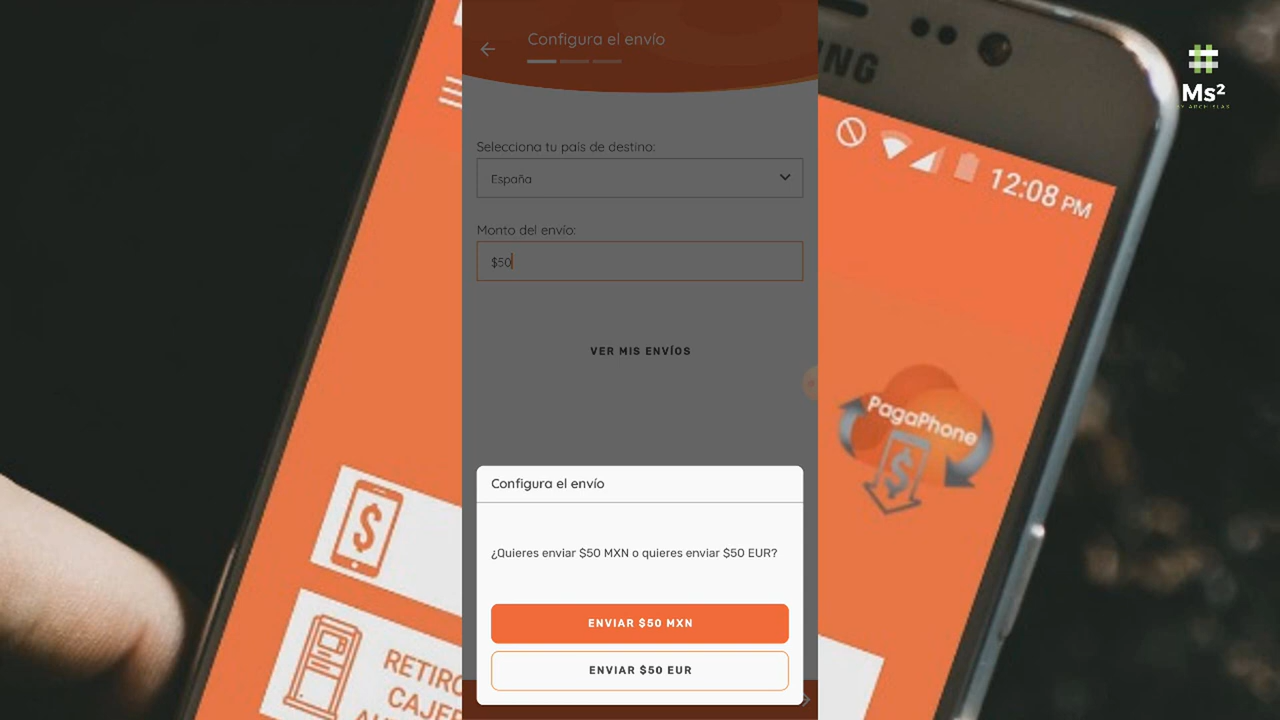 Configura el envío
Selecciona tu país de destino:
España
Monto del envío:
$50
VER MIS ENVÍOS
Configura el envío
¿Quieres enviar $50 MXN o quieres enviar $50 EUR?
ENVIAR $50 MXN
ENVIAR $50 EUR
RETIRO
CAJE
12:08 PM
PagaPhone
Ms²